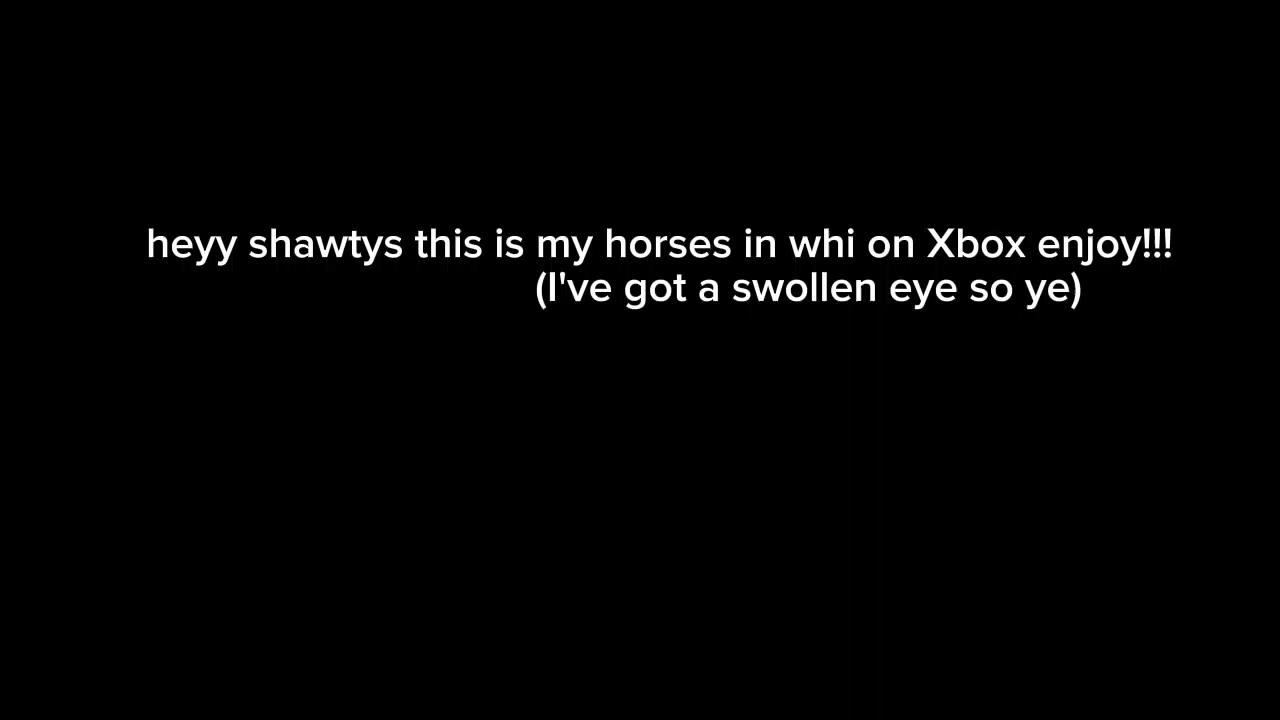 heyy shawtys this is my horses in whi on Xbox enjoy!!!
(I've got a swollen eye so ye)